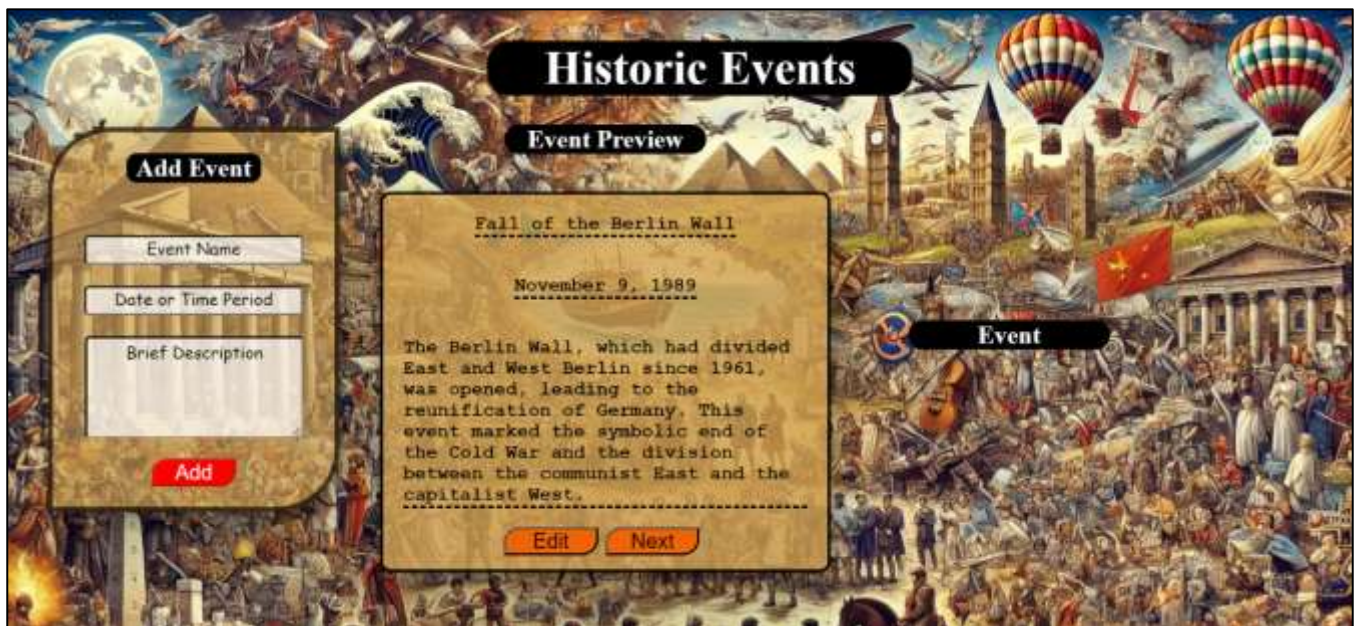 Historic Events
Add Event
Event Name
Date or Time Period
Brief Description
Add
Event Preview
Fall of the Berlin Wall
November 9, 1989
The Berlin Wall, which had divided
East and West Berlin since 1961,
was opened, leading to the
reunification of Germany. This
event marked the symbolic end of
the Cold War and the division
between the communist East and the
capitalist West.
Edit
Next
Event